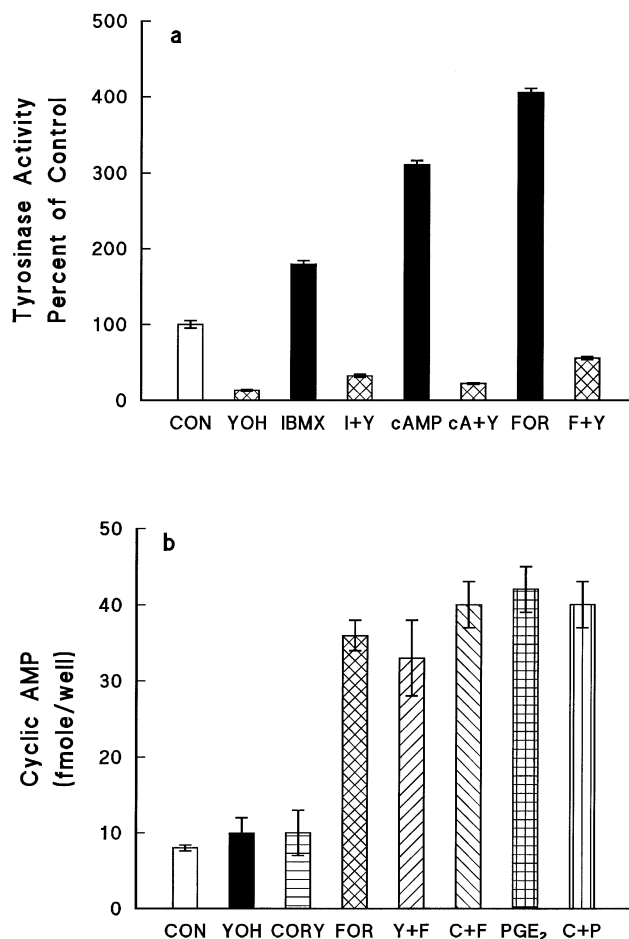 a
Tyrosinase Activity
Percent of Control
500
400
300
200
100
0
CON YOH IBMX I+Y cAMP cA+Y FOR F+Y
b
Cyclic AMP
(fmole/well)
50
40
30
20
10
0
CON YOH CORY FOR Y+F C+F PGE₂ C+P